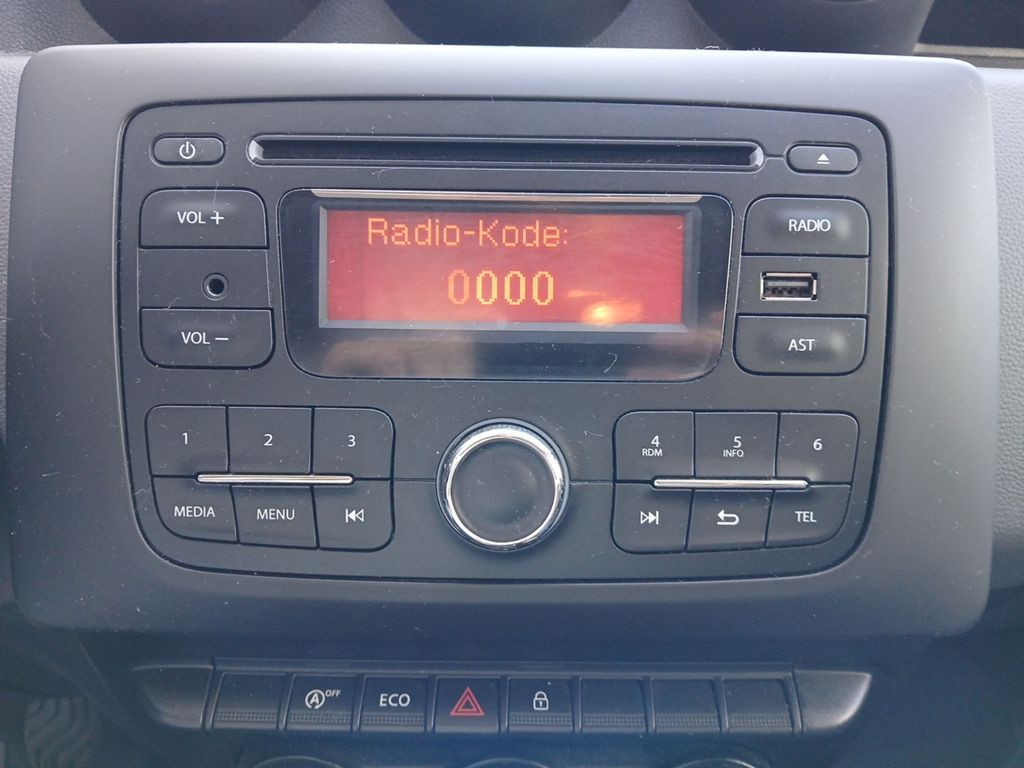 VOL +
Radio-Kode:
0000
RADIO
VOL –
AST
1
2
3
4
RDM
5
INFO
6
MEDIA
MENU
TEL
A OFF
ECO